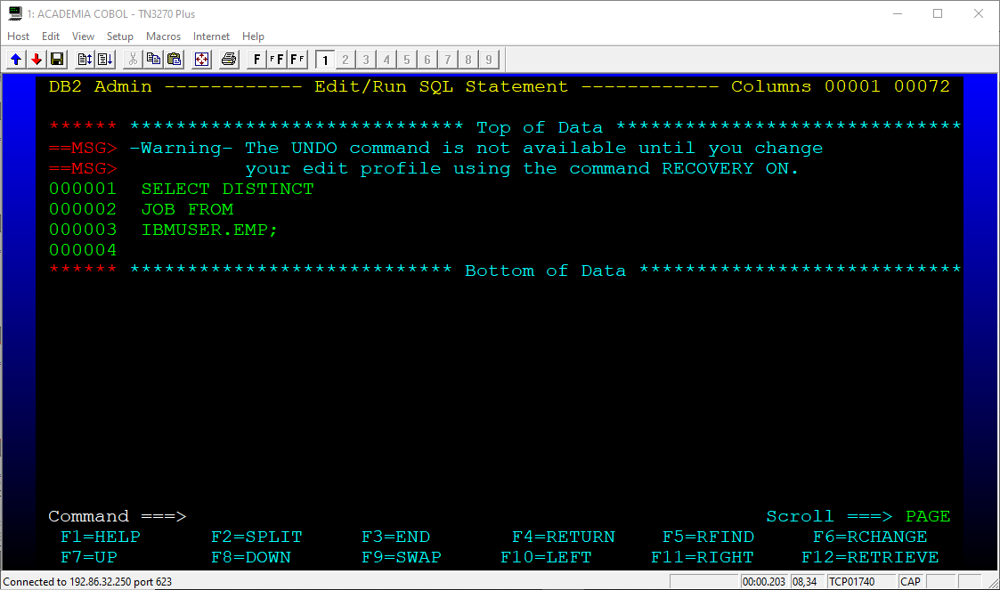 1: ACADEMIA COBOL - TN3270 Plus
Host Edit View Setup Macros Internet Help
F FF FF 1 2 3 4 5 6 7 8 9
DB2 Admin ------------ Edit/Run SQL Statement ------------ Columns 00001 00072
****** ***************************** Top of Data ******************************
==MSG> -Warning- The UNDO command is not available until you change
==MSG> your edit profile using the command RECOVERY ON.
000001 SELECT DISTINCT
000002 JOB FROM
000003 IBMUSER.EMP;
000004
****** **************************** Bottom of Data ****************************
Command ===> Scroll ===> PAGE
F1=HELP F2=SPLIT F3=END F4=RETURN F5=RFIND F6=RCHANGE
F7=UP F8=DOWN F9=SWAP F10=LEFT F11=RIGHT F12=RETRIEVE
Connected to 192.86.32.250 port 623 00:00.203 08,34 TCP01740 CAP